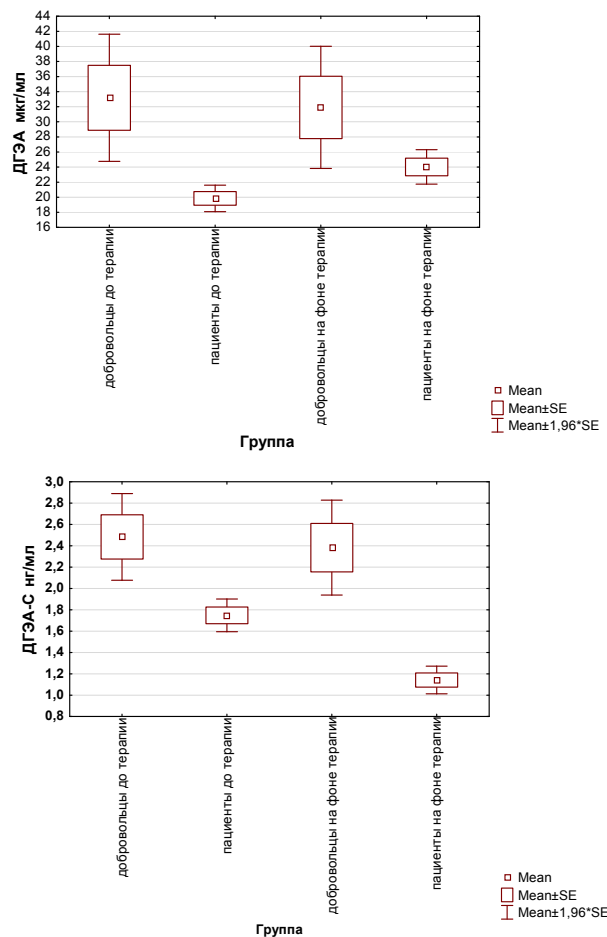 ДГЭА мкг/мл
44
42
40
38
36
34
32
30
28
26
24
22
20
18
16
добровольцы до терапии
пациенты до терапии
добровольцы на фоне терапии
пациенты на фоне терапии
Группа
Mean
Mean±SE
Mean±1,96*SE
ДГЭА-С нг/мл
3,0
2,8
2,6
2,4
2,2
2,0
1,8
1,6
1,4
1,2
1,0
0,8
добровольцы до терапии
пациенты до терапии
добровольцы на фоне терапии
пациенты на фоне терапии
Группа
Mean
Mean±SE
Mean±1,96*SE